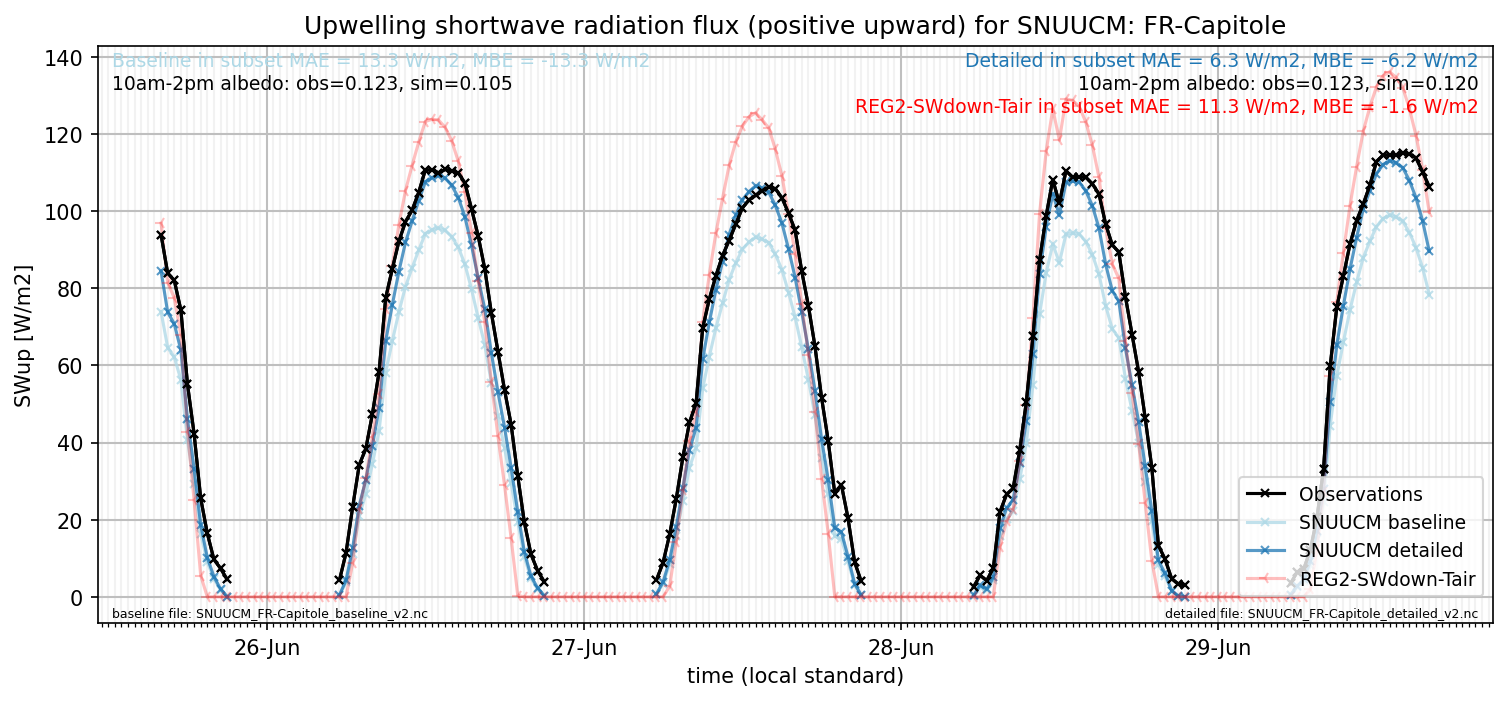 Upwelling shortwave radiation flux (positive upward) for SNUUCM: FR-Capitole
Baseline in subset MAE = 13.3 W/m2, MBE = -13.3 W/m2
10am-2pm albedo: obs=0.123, sim=0.105
Detailed in subset MAE = 6.3 W/m2, MBE = -6.2 W/m2
10am-2pm albedo: obs=0.123, sim=0.120
REG2-SWdown-Tair in subset MAE = 11.3 W/m2, MBE = -1.6 W/m2
SWup [W/m2]
140
120
100
80
60
40
20
0
Observations
SNUUCM baseline
SNUUCM detailed
REG2-SWdown-Tair
baseline file: SNUUCM_FR-Capitole_baseline_v2.nc
detailed file: SNUUCM_FR-Capitole_detailed_v2.nc
26-Jun
27-Jun
28-Jun
29-Jun
time (local standard)